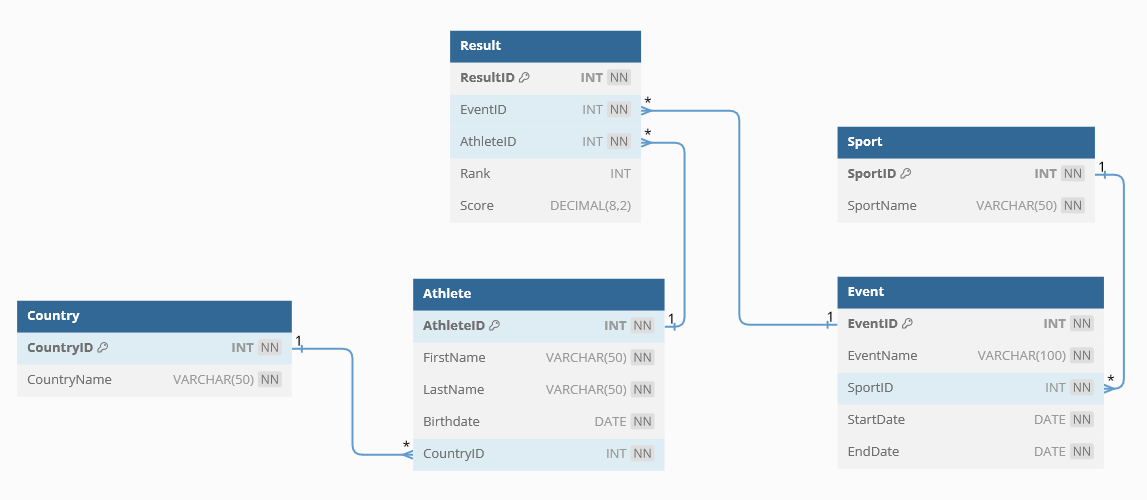 Result
ResultID INT NN
EventID INT NN
AthleteID INT NN
Rank INT
Score DECIMAL(8,2)
*
*
Sport
SportID INT NN
SportName VARCHAR(50) NN
1
Country
CountryID INT NN
CountryName VARCHAR(50) NN
1
Athlete
AthleteID INT NN
FirstName VARCHAR(50) NN
LastName VARCHAR(50) NN
Birthdate DATE NN
CountryID INT NN
1
*
Event
EventID INT NN
EventName VARCHAR(100) NN
SportID INT NN
StartDate DATE NN
EndDate DATE NN
1
*